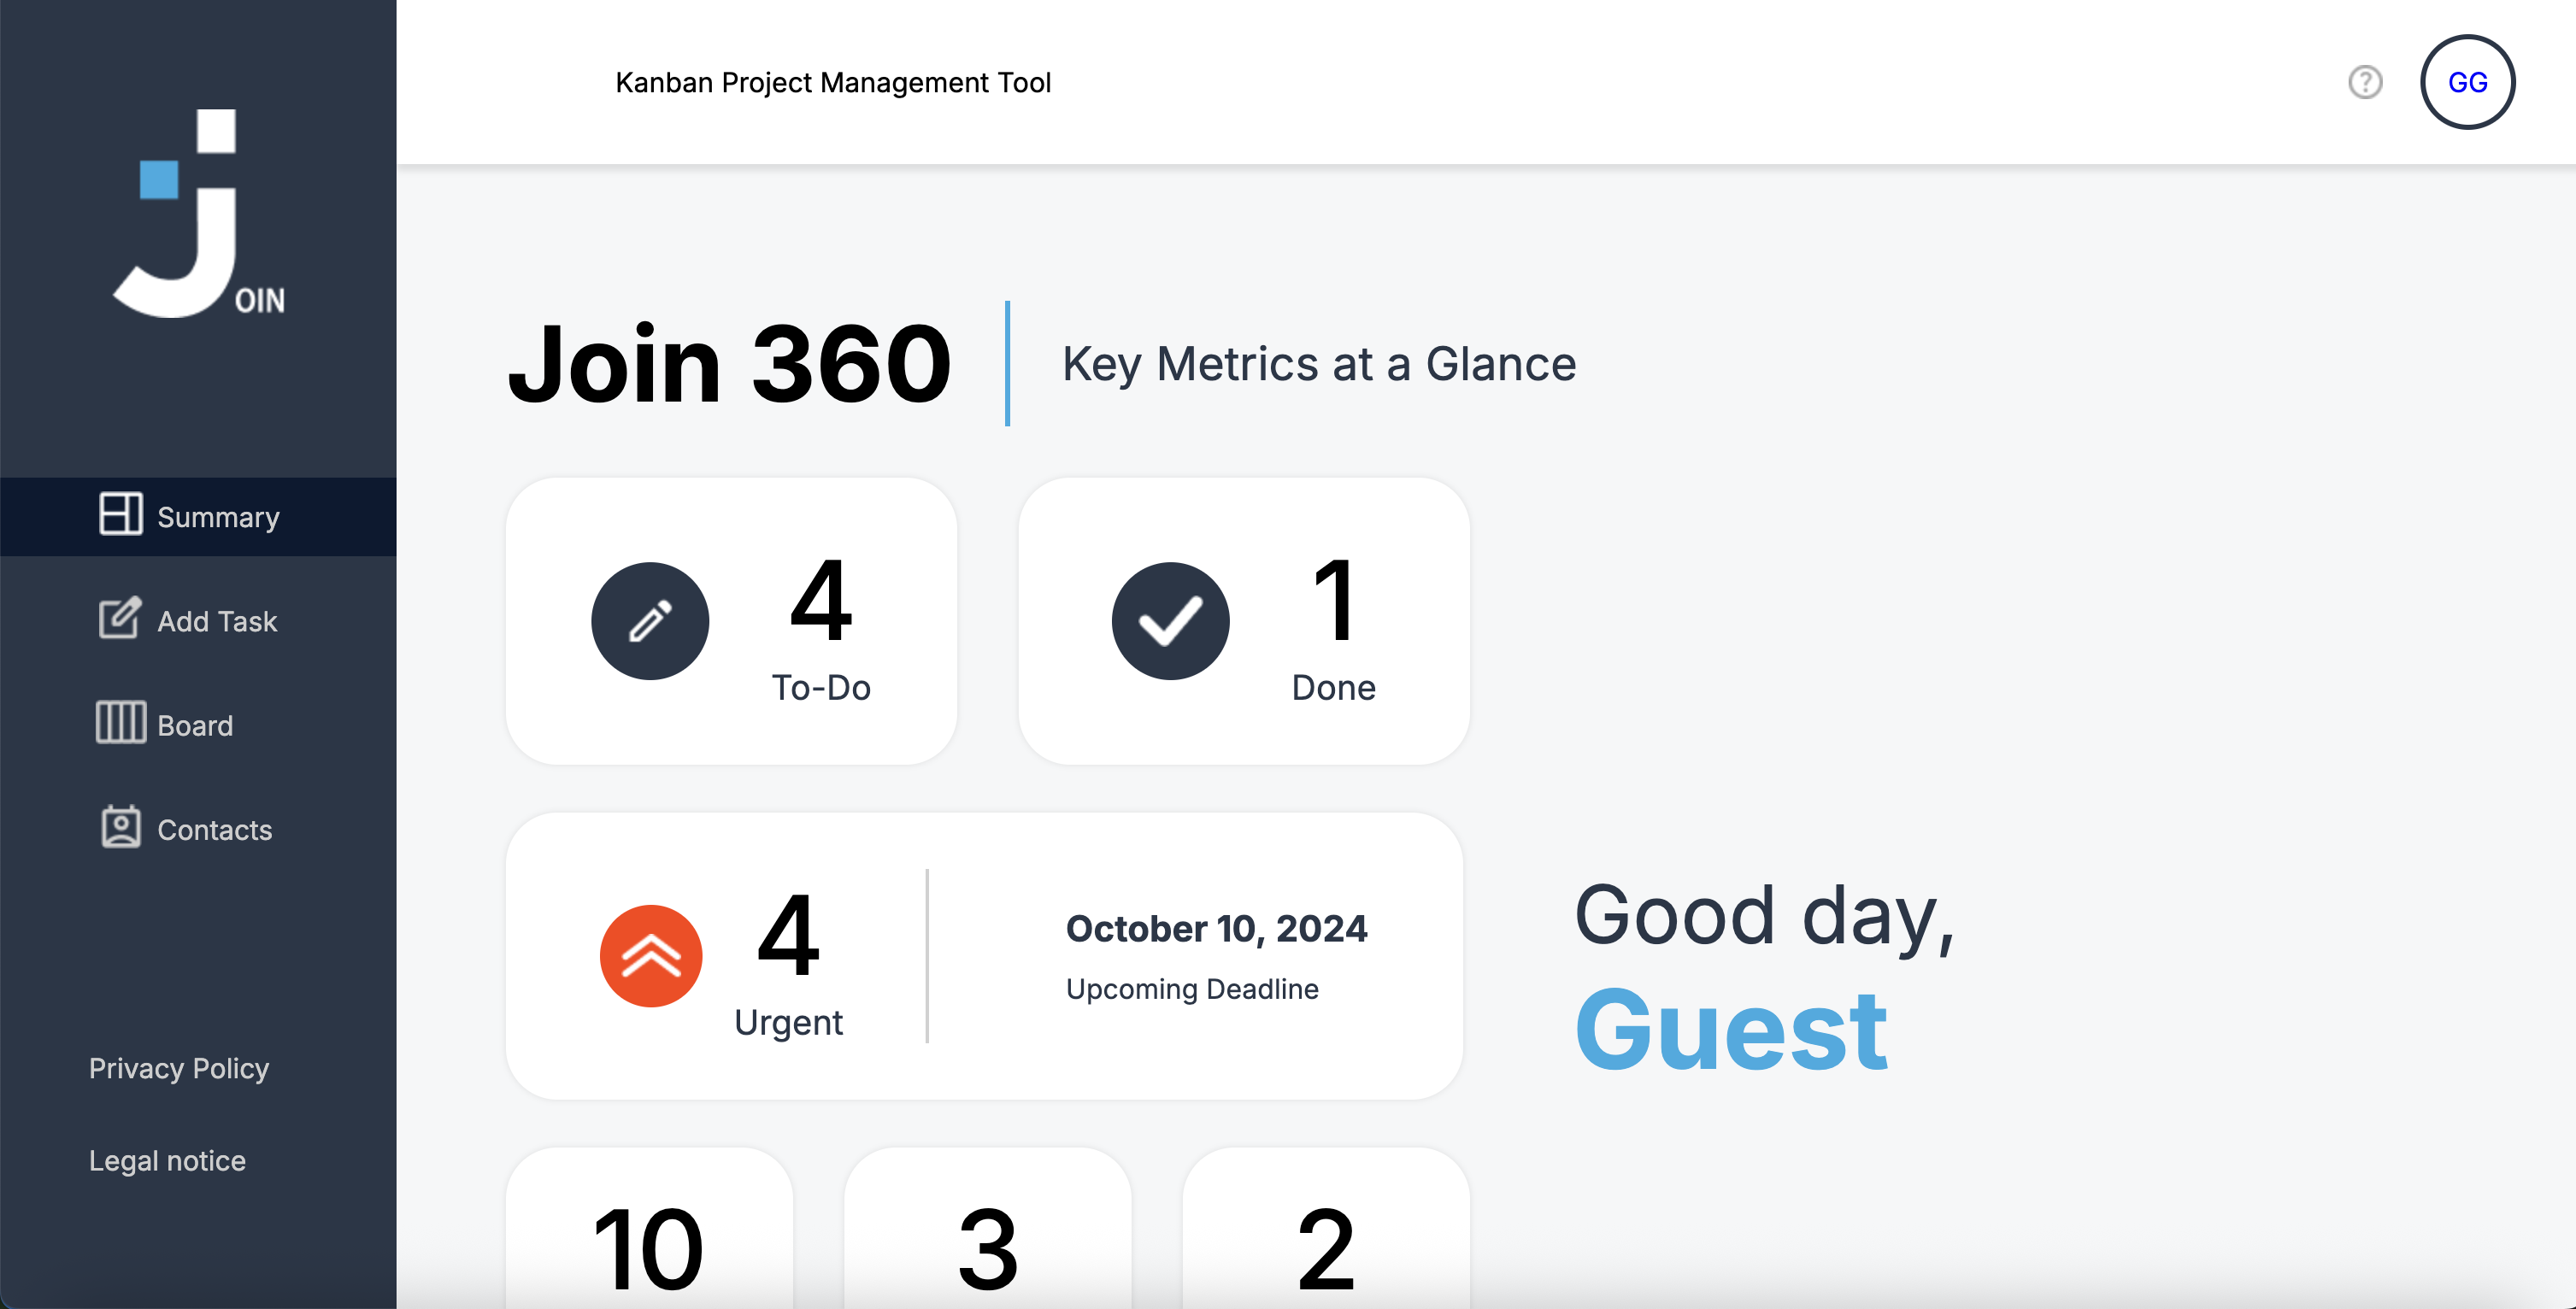 OIN
Summary
Add Task
Board
Contacts
Privacy Policy
Legal notice
Kanban Project Management Tool
?
GG
Join 360
Key Metrics at a Glance
4
To-Do
1
Done
4
Urgent
October 10, 2024
Upcoming Deadline
Good day,
Guest
10
3
2